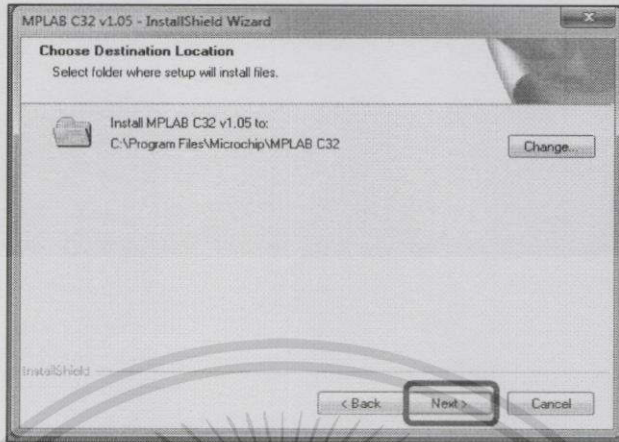 MPLAB C32 v1.05 - InstallShield Wizard
Choose Destination Location
Select folder where setup will install files.
Install MPLAB C32 v1.05 to:
C:\Program Files\Microchip\MPLAB C32
Change...
InstallShield
< Back
Next >
Cancel